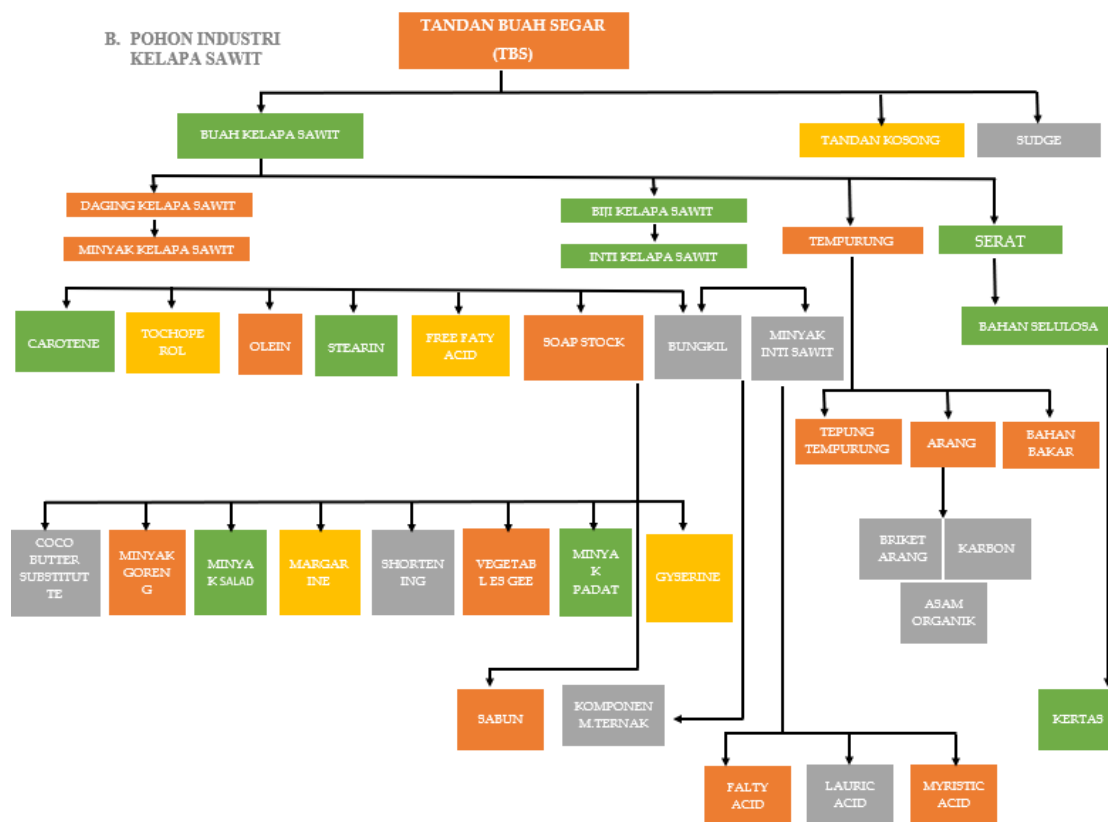 B. POHON INDUSTRI
KELAPA SAWIT
TANDAN BUAH SEGAR
(TBS)
BUAH KELAPA SAWIT
TANDAN KOSONG
SUDGE
DAGING KELAPA SAWIT
BIJI KELAPA SAWIT
TEMPURUNG
SERAT
MINYAK KELAPA SAWIT
INTI KELAPA SAWIT
BAHAN SELULOSA
CAROTENE
TOCHOPE
ROL
OLEIN
STEARIN
FREE FATY
ACID
SOAP STOCK
BUNGKIL
MINYAK
INTI SAWIT
TEPUNG
TEMPURUNG
ARANG
BAHAN
BAKAR
BRIKET
ARANG
KARBON
ASAM
ORGANIK
COCO
BUTTER
SUBSTITUT
TE
MINYAK
GOREN
G
MINYA
K SALAD
MARGAR
INE
SHORTEN
ING
VEGETAB
L ES GEE
MINYA
K
PADAT
GYSERINE
SABUN
KOMPONEN
M.TERNAK
KERTAS
FALTY
ACID
LAURIC
ACID
MYRISTIC
ACID